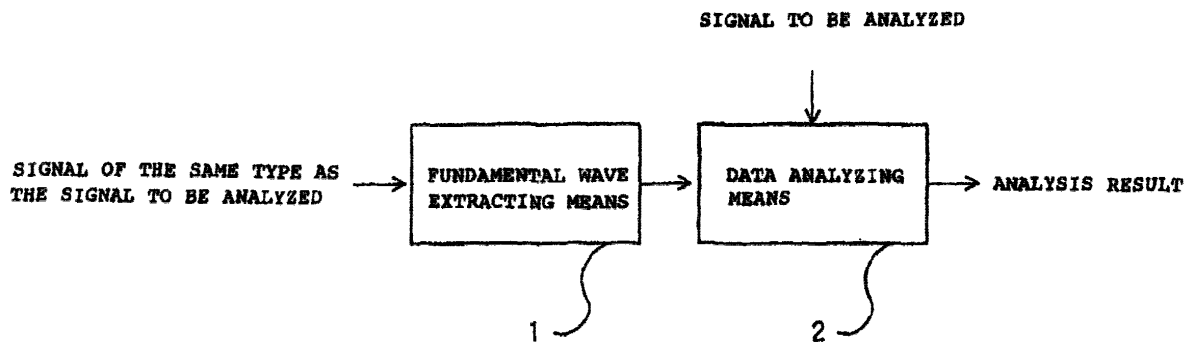 SIGNAL TO BE ANALYZED
SIGNAL OF THE SAME TYPE AS
THE SIGNAL TO BE ANALYZED
FUNDAMENTAL WAVE
EXTRACTING MEANS
DATA ANALYZING
MEANS
ANALYSIS RESULT
1
2